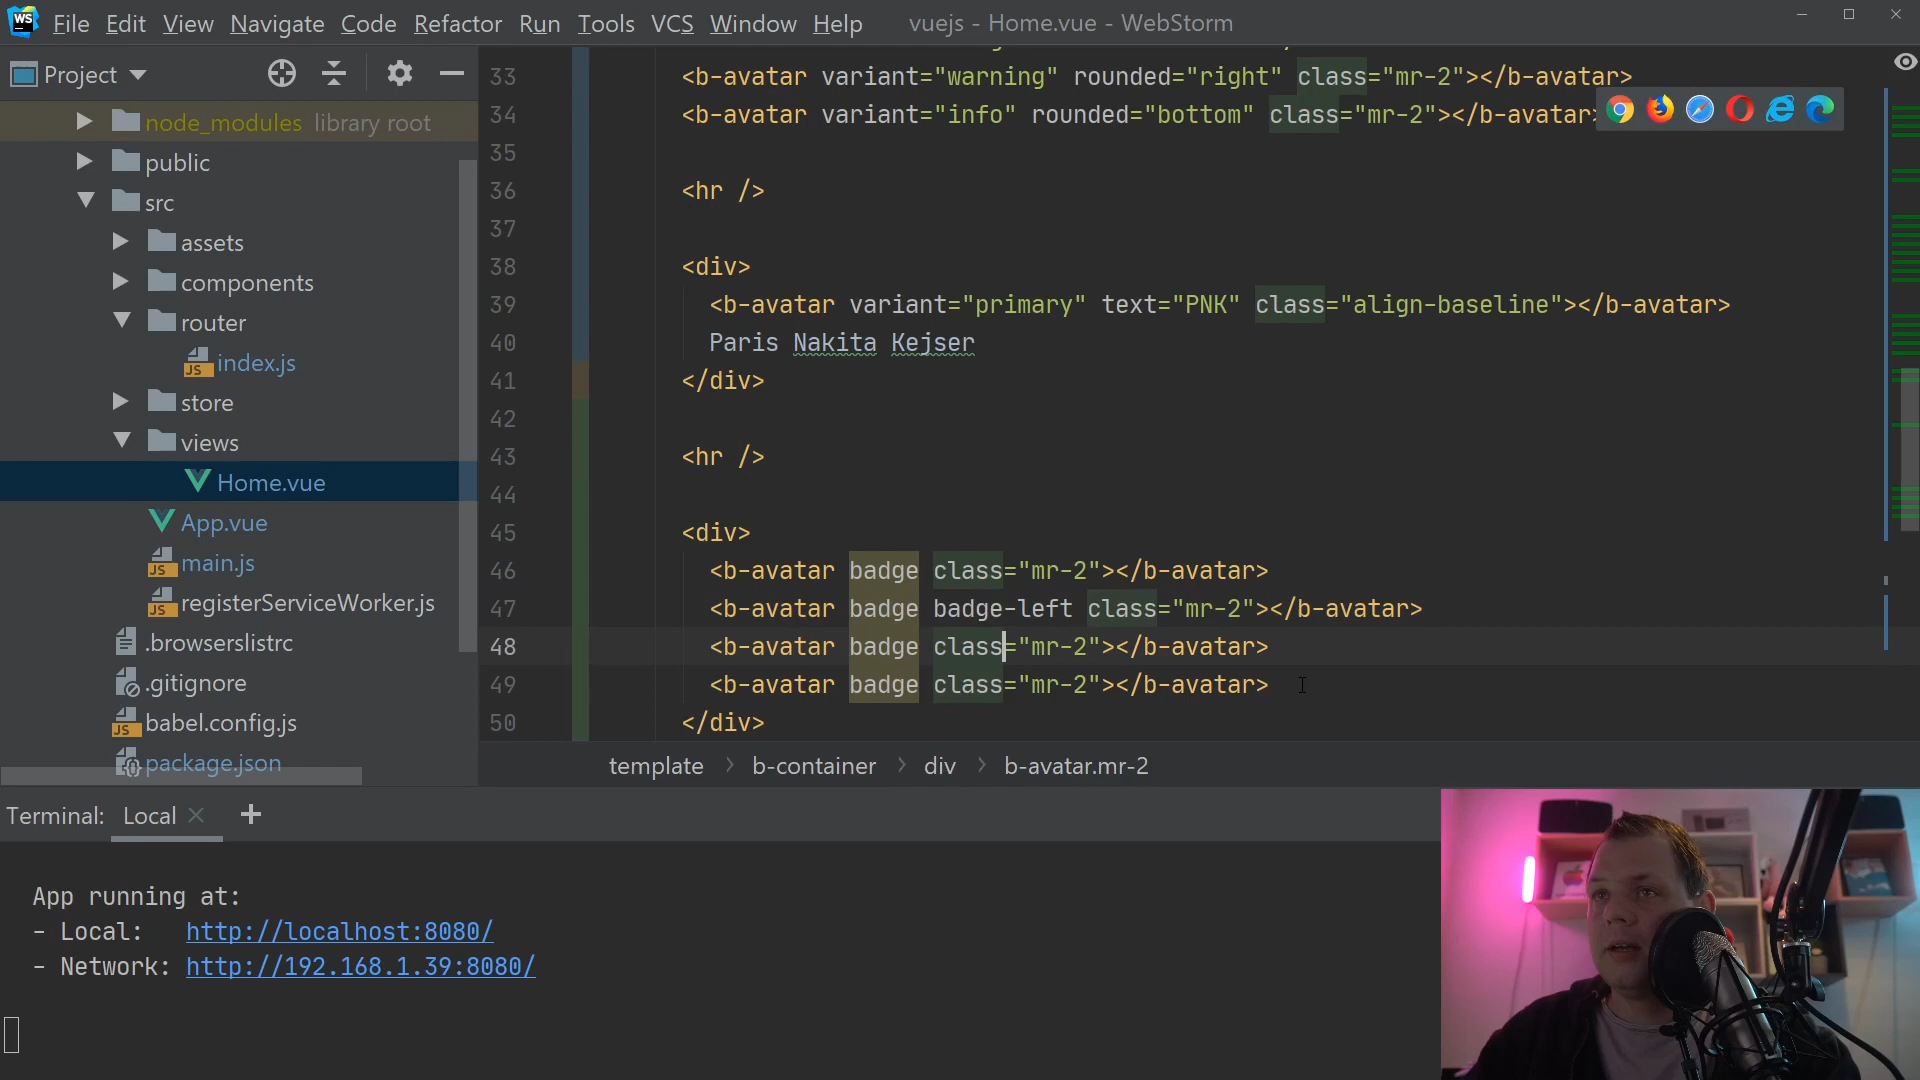 WS File Edit View Navigate Code Refactor Run Tools VCS Window Help vuejs - Home.vue - WebStorm
Project
node_modules library root
public
src
assets
components
router
JS index.js
store
views
Home.vue
App.vue
JS main.js
JS registerServiceWorker.js
.browserslistrc
.gitignore
JS babel.config.js
package.json
33 <b-avatar variant="warning" rounded="right" class="mr-2"></b-avatar>
34 <b-avatar variant="info" rounded="bottom" class="mr-2"></b-avatar>
35
36 <hr />
37
38 <div>
39 <b-avatar variant="primary" text="PNK" class="align-baseline"></b-avatar>
40 Paris Nakita Kejser
41 </div>
42
43 <hr />
44
45 <div>
46 <b-avatar badge class="mr-2"></b-avatar>
47 <b-avatar badge badge-left class="mr-2"></b-avatar>
48 <b-avatar badge class="mr-2"></b-avatar>
49 <b-avatar badge class="mr-2"></b-avatar>
50 </div>
template > b-container > div > b-avatar.mr-2
Terminal: Local × +
App running at:
- Local: http://localhost:8080/
- Network: http://192.168.1.39:8080/